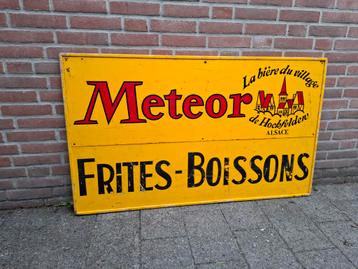 Meteor
La bière du village
de Hochfelden
ALSACE
FRITES-BOISSONS